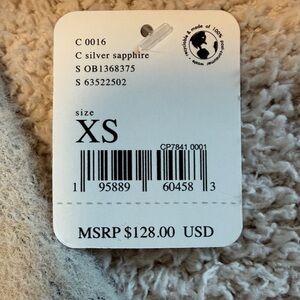 C 0016
C silver sapphire
S OB1368375
S 63522502
size
XS
CP7841 0001
1 95889 60458 3
MSRP $128.00 USD